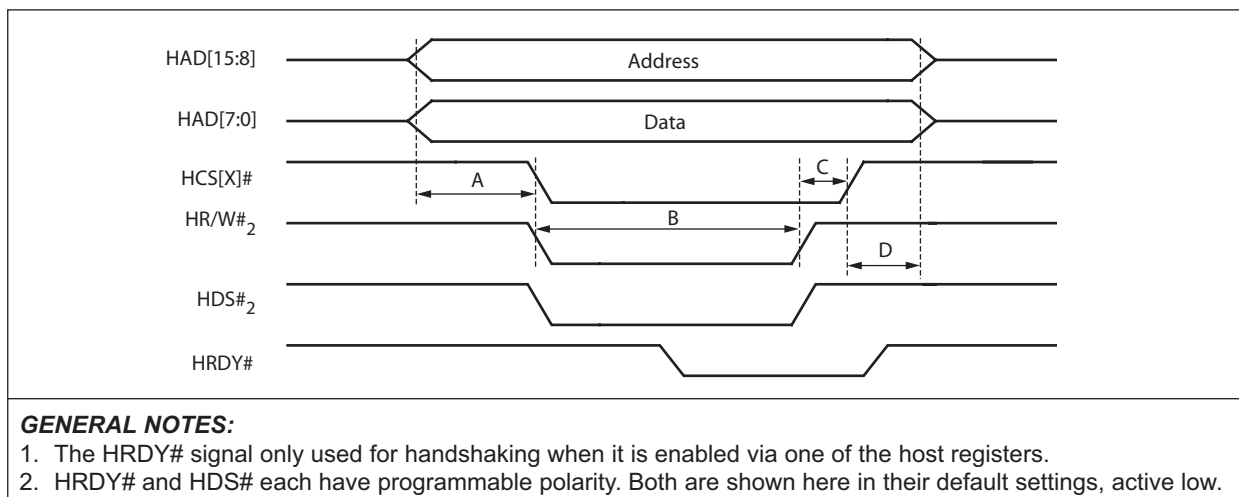 HAD[15:8]
Address
HAD[7:0]
Data
HCS[X]#
A
C
HR/W#2
B
D
HDS#2
HRDY#
GENERAL NOTES:
1. The HRDY# signal only used for handshaking when it is enabled via one of the host registers.
2. HRDY# and HDS# each have programmable polarity. Both are shown here in their default settings, active low.